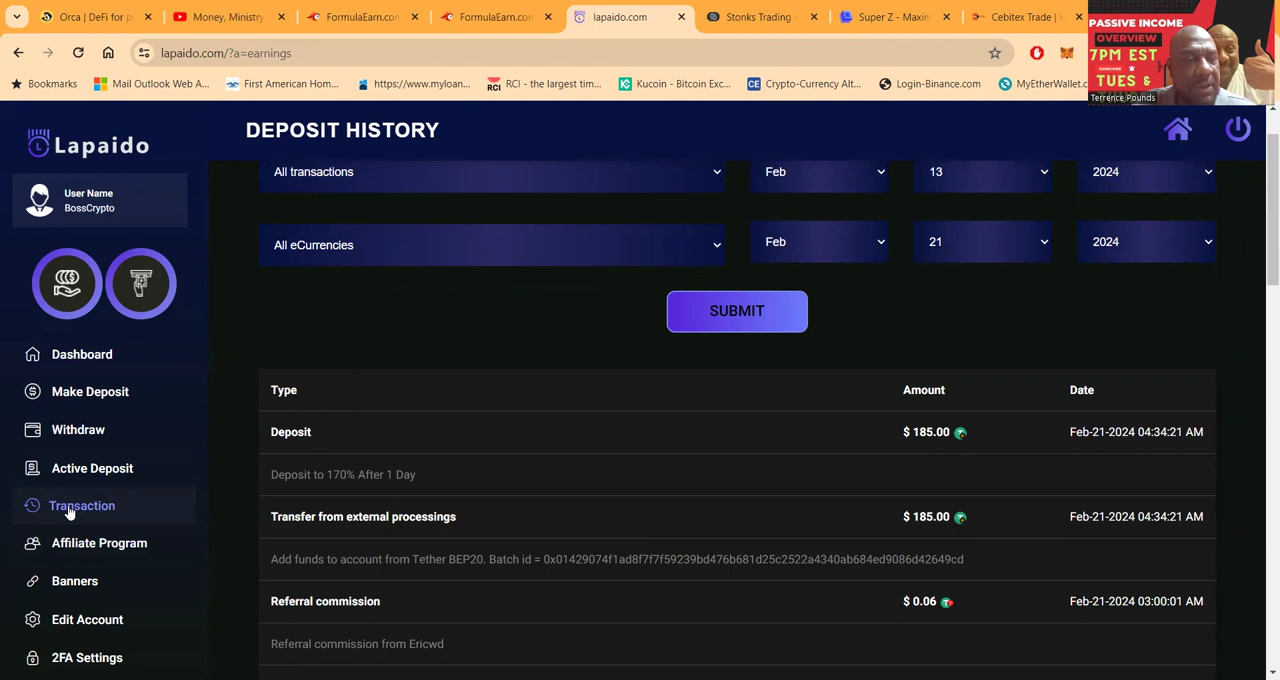 Orca | DeFi for p
Money, Ministry
FormulaEarn.com
FormulaEarn.com
lapaido.com
Stonks Trading -
Super Z - Maxim
Cebitex Trade | H
lapaido.com/?a=earnings
Bookmarks
Mail Outlook Web A...
First American Hom...
https://www.myloan...
RCI
RCI - the largest tim...
Kucoin - Bitcoin Exc...
CE
Crypto-Currency Alt...
Login-Binance.com
MyEtherWallet.c
PASSIVE INCOME
OVERVIEW
7PM EST
TUES &
Terrence Pounds
Lapaido
User Name
BossCrypto
Dashboard
Make Deposit
Withdraw
Active Deposit
Transaction
Affiliate Program
Banners
Edit Account
2FA Settings
DEPOSIT HISTORY
All transactions
Feb
13
2024
All eCurrencies
Feb
21
2024
SUBMIT
Type Amount Date
Deposit $ 185.00 Feb-21-2024 04:34:21 AM
Deposit to 170% After 1 Day
Transfer from external processings $ 185.00 Feb-21-2024 04:34:21 AM
Add funds to account from Tether BEP20. Batch id = 0x01429074f1ad8f7f7f59239bd476b681d25c2522a4340ab684ed9086d42649cd
Referral commission $ 0.06 Feb-21-2024 03:00:01 AM
Referral commission from Ericwd